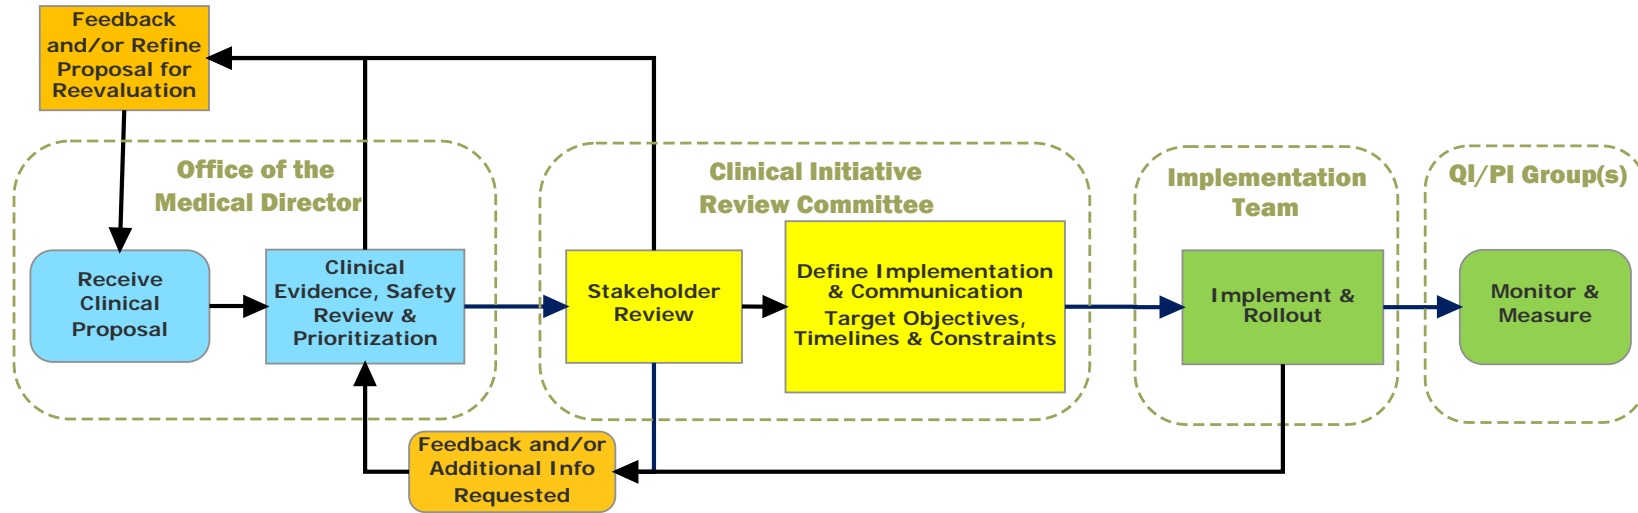 Feedback
and/or Refine
Proposal for
Reevaluation
Office of the
Medical Director
Clinical Initiative
Review Committee
Implementation
Team
QI/PI Group(s)
Receive
Clinical
Proposal
Clinical
Evidence, Safety
Review &
Prioritization
Stakeholder
Review
Define Implementation
& Communication
Target Objectives,
Timelines & Constraints
Implement &
Rollout
Monitor &
Measure
Feedback and/or
Additional Info
Requested